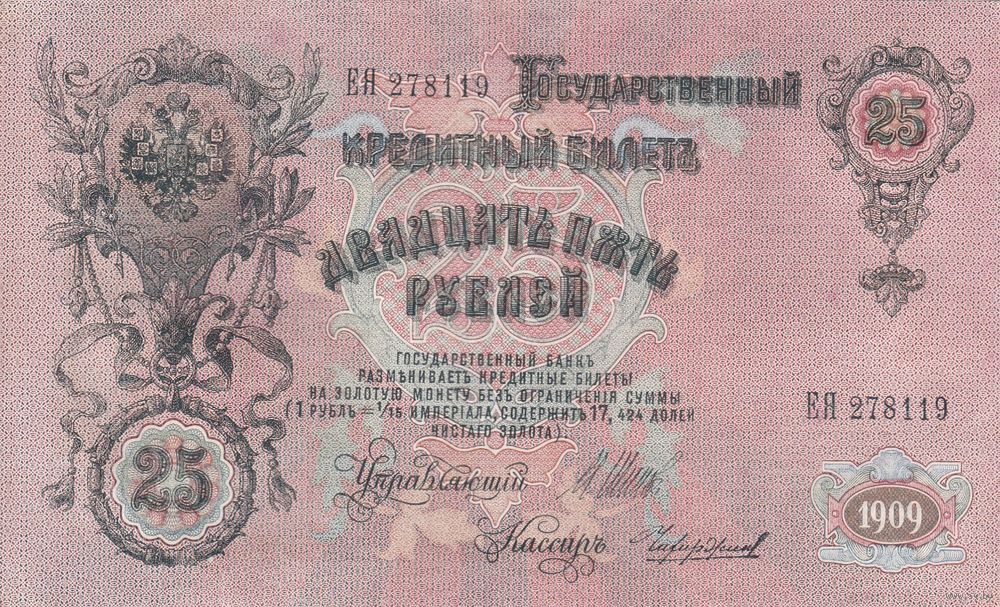 ЕЯ 278119
Государственный
Кредитный Билетъ
25
Двадцать Пять
Рублей
25
Государственный Банкъ
размѣниваетъ кредитные билеты
на золотую монету безъ ограниченія суммы
(1 рубль = 1/15 имперіала, содержитъ 17,424 долей
чистаго золота).
ЕЯ 278119
25
Управляющій
Кассиръ
1909